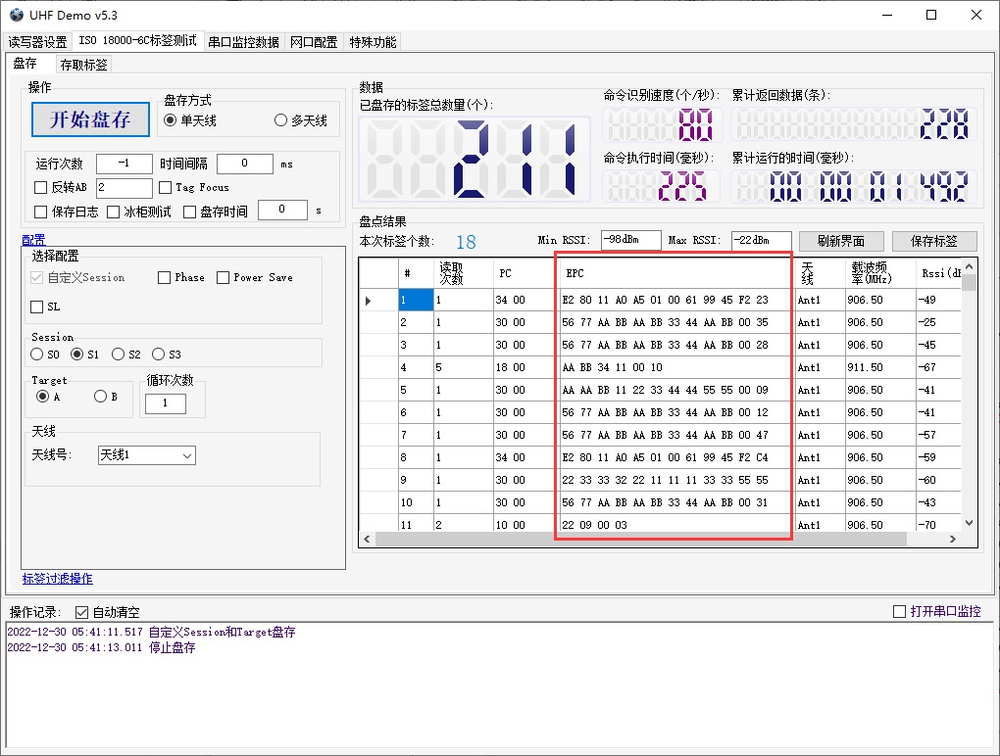 UHF Demo v5.3
读写器设置 ISO 18000-6C标签测试 串口监控数据 网口配置 特殊功能
盘存 存取标签
操作
开始盘存
盘存方式
单天线 多天线
运行次数 -1 时间间隔 0 ms
反转AB 2 Tag Focus
保存日志 冰柜测试 盘存时间 0 s
配置
选择配置
自定义Session Phase Power Save
SL
Session
S0 S1 S2 S3
Target
A B
循环次数
1
天线
天线号: 天线1
标签过滤操作
数据
已盘存的标签总数量(个):
211
命令识别速度(个/秒):
80
累计返回数据(条):
228
命令执行时间(毫秒):
225
累计运行的时间(毫秒):
00 00 01 492
盘点结果
本次标签个数: 18 Min RSSI: -98dBm Max RSSI: -22dBm 刷新界面 保存标签
# 读取次数 PC EPC 天线 载波频率(MHz) Rssi(dB
1 1 34 00 E2 80 11 A0 A5 01 00 61 99 45 F2 23 Ant1 906.50 -49
2 1 30 00 56 77 AA BB AA BB 33 44 AA BB 00 35 Ant1 906.50 -25
3 1 30 00 56 77 AA BB AA BB 33 44 AA BB 00 28 Ant1 906.50 -45
4 5 18 00 AA BB 34 11 00 10 Ant1 911.50 -67
5 1 30 00 AA AA BB 11 22 33 44 44 55 55 00 09 Ant1 906.50 -41
6 1 30 00 56 77 AA BB AA BB 33 44 AA BB 00 12 Ant1 906.50 -41
7 1 30 00 56 77 AA BB AA BB 33 44 AA BB 00 47 Ant1 906.50 -57
8 1 34 00 E2 80 11 A0 A5 01 00 61 99 45 F2 C4 Ant1 906.50 -59
9 1 30 00 22 33 33 32 22 11 11 11 33 33 55 55 Ant1 906.50 -60
10 1 30 00 56 77 AA BB AA BB 33 44 AA BB 00 31 Ant1 906.50 -43
11 2 10 00 22 09 00 03 Ant1 906.50 -70
操作记录: 自动清空 打开串口监控
2022-12-30 05:41:11.517 自定义Session和Target盘存
2022-12-30 05:41:13.011 停止盘存